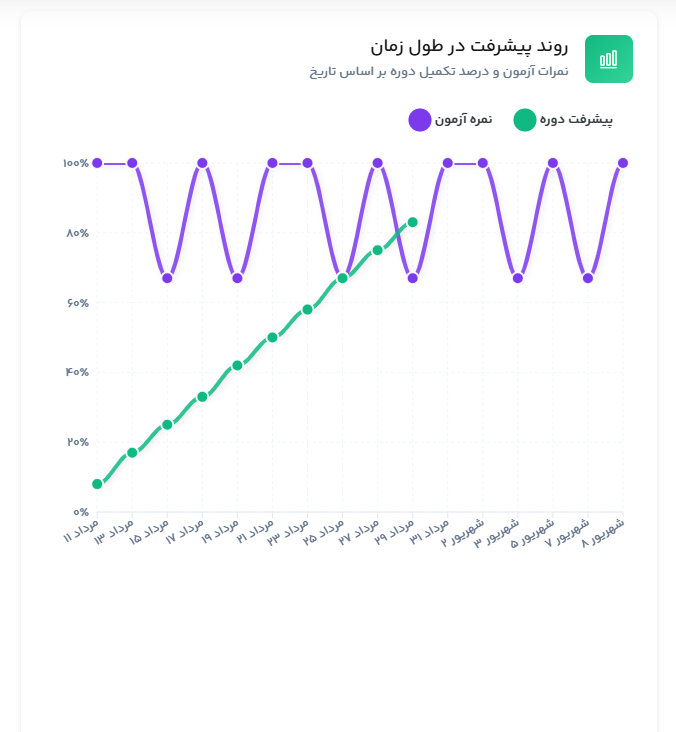 روند پیشرفت در طول زمان
نمرات آزمون و درصد تکمیل دوره بر اساس تاریخ
پیشرفت دوره
نمره آزمون
۱۰۰%
۸۰%
۶۰%
۴۰%
۲۰%
۰%
۱۱ مرداد
۱۳ مرداد
۱۵ مرداد
۱۷ مرداد
۱۹ مرداد
۲۱ مرداد
۲۳ مرداد
۲۵ مرداد
۲۷ مرداد
۲۹ مرداد
۳۱ مرداد
۲ شهریور
۳ شهریور
۵ شهریور
۷ شهریور
۸ شهریور